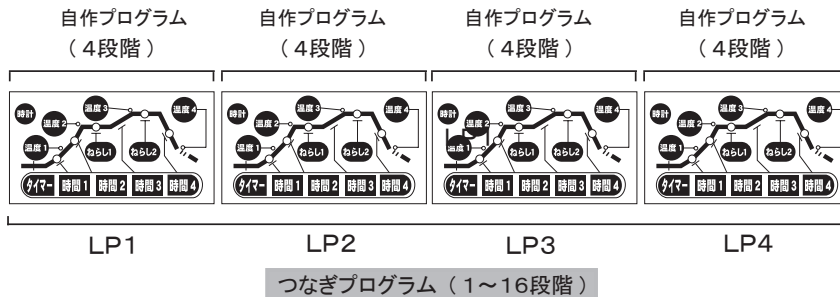 自作プログラム 自作プログラム 自作プログラム 自作プログラム
(4段階) (4段階) (4段階) (4段階)
時計 温度1 温度2 温度3 温度4 ねらし1 ねらし2
タイマー 時間1 時間2 時間3 時間4
時計 温度1 温度2 温度3 温度4 ねらし1 ねらし2
タイマー 時間1 時間2 時間3 時間4
時計 温度1 温度2 温度3 温度4 ねらし1 ねらし2
タイマー 時間1 時間2 時間3 時間4
時計 温度1 温度2 温度3 温度4 ねらし1 ねらし2
タイマー 時間1 時間2 時間3 時間4
LP1 LP2 LP3 LP4
つなぎプログラム(1~16段階)